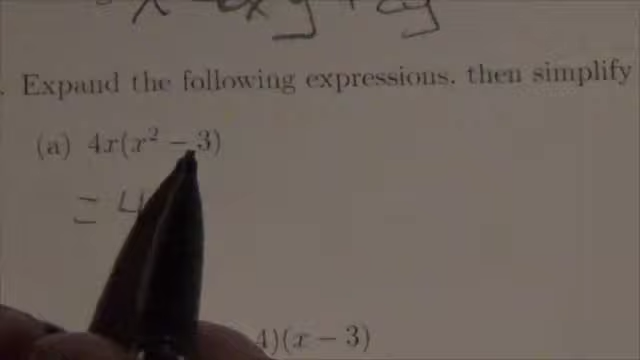 . Expand the following expressions, then simplify
(a) 4x(x² − 3)
= 4
4)(x − 3)